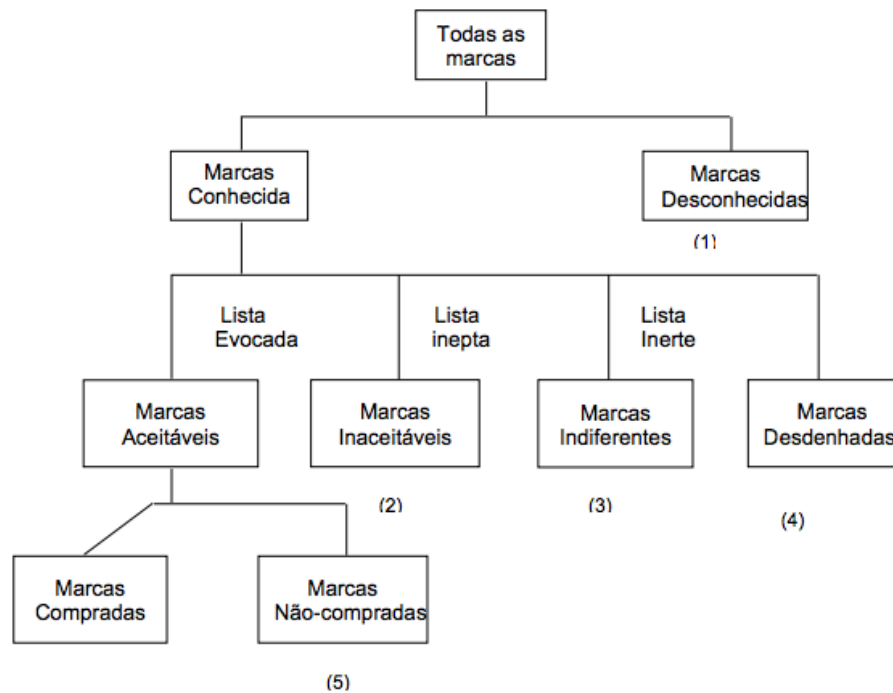 Todas as
marcas
Marcas
Conhecida
Marcas
Desconhecidas
(1)
Lista
Evocada
Lista
inepta
Lista
Inerte
Marcas
Aceitáveis
Marcas
Inaceitáveis
Marcas
Indiferentes
Marcas
Desdenhadas
(2)
(3)
(4)
Marcas
Compradas
Marcas
Não-compradas
(5)